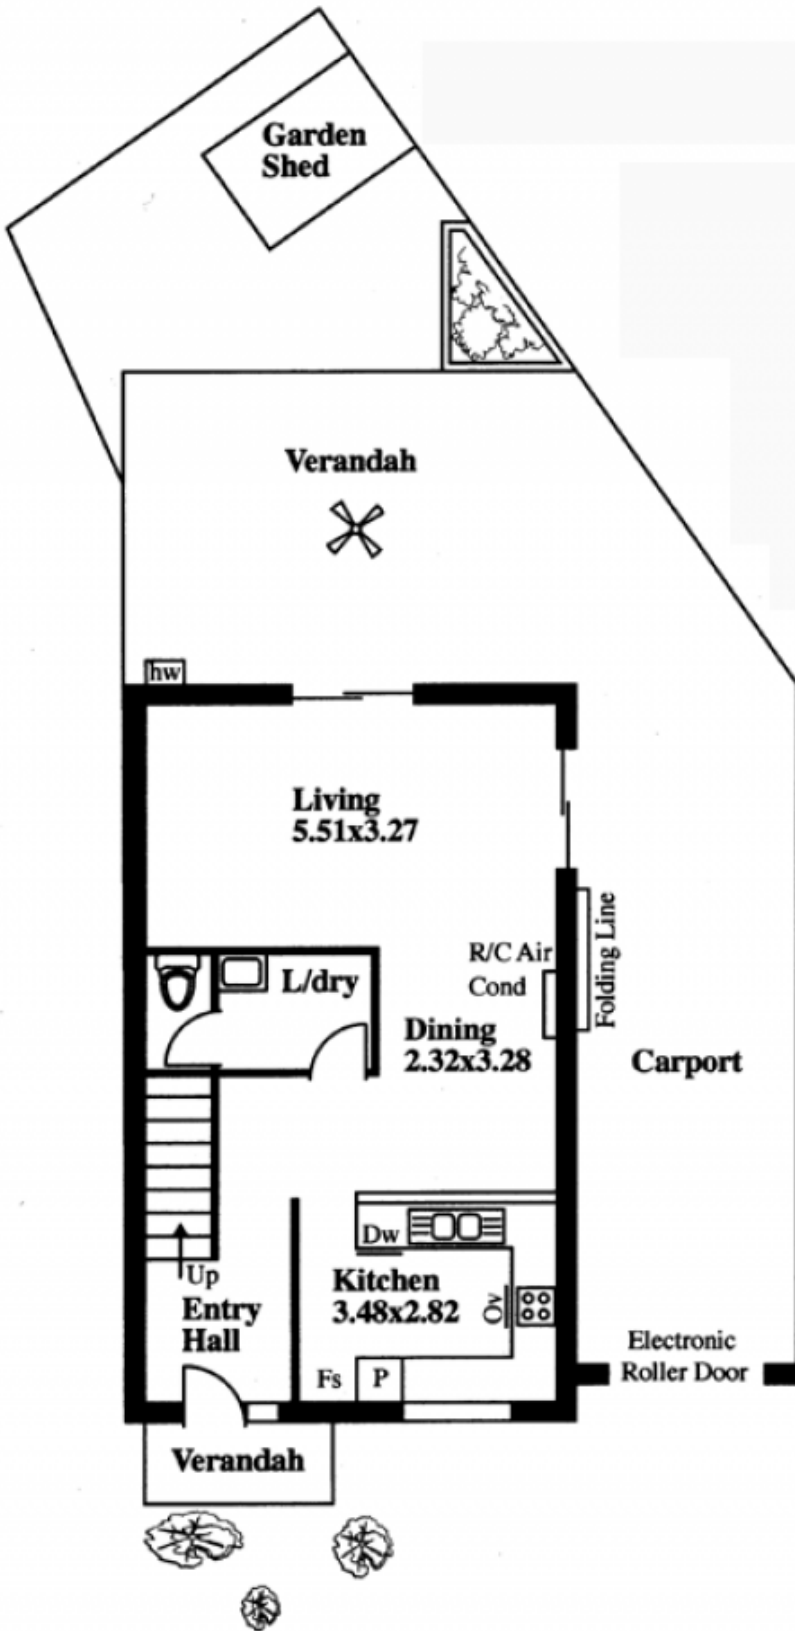 Garden
Shed
Verandah
hw
Living
5.51x3.27
R/C Air
Cond
Folding Line
L/dry
Dining
2.32x3.28
Carport
Dw
Up
Kitchen
3.48x2.82
Ov
Entry
Hall
Fs
P
Electronic
Roller Door
Verandah